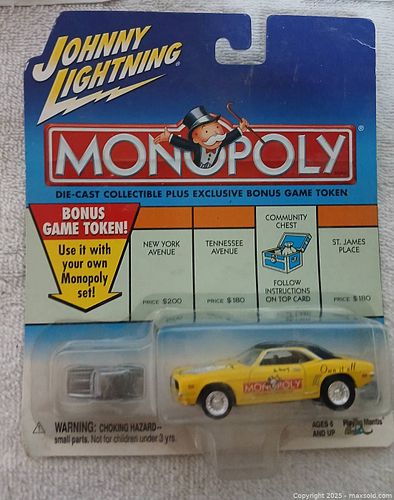 JOHNNY
LIGHTNING
MONOPOLY
DIE-CAST COLLECTIBLE PLUS EXCLUSIVE BONUS GAME TOKEN
BONUS
GAME TOKEN!
Use it with
your own
Monopoly
set!
NEW YORK
AVENUE
PRICE $200
TENNESSEE
AVENUE
PRICE $180
COMMUNITY
CHEST
FOLLOW
INSTRUCTIONS
ON TOP CARD
ST. JAMES
PLACE
PRICE $180
MONOPOLY
Own it all
WARNING: CHOKING HAZARD--
small parts. Not for children under 3 yrs.
AGES 6
AND UP
Playing Mantis
Copyright 2025 - maxsold.com